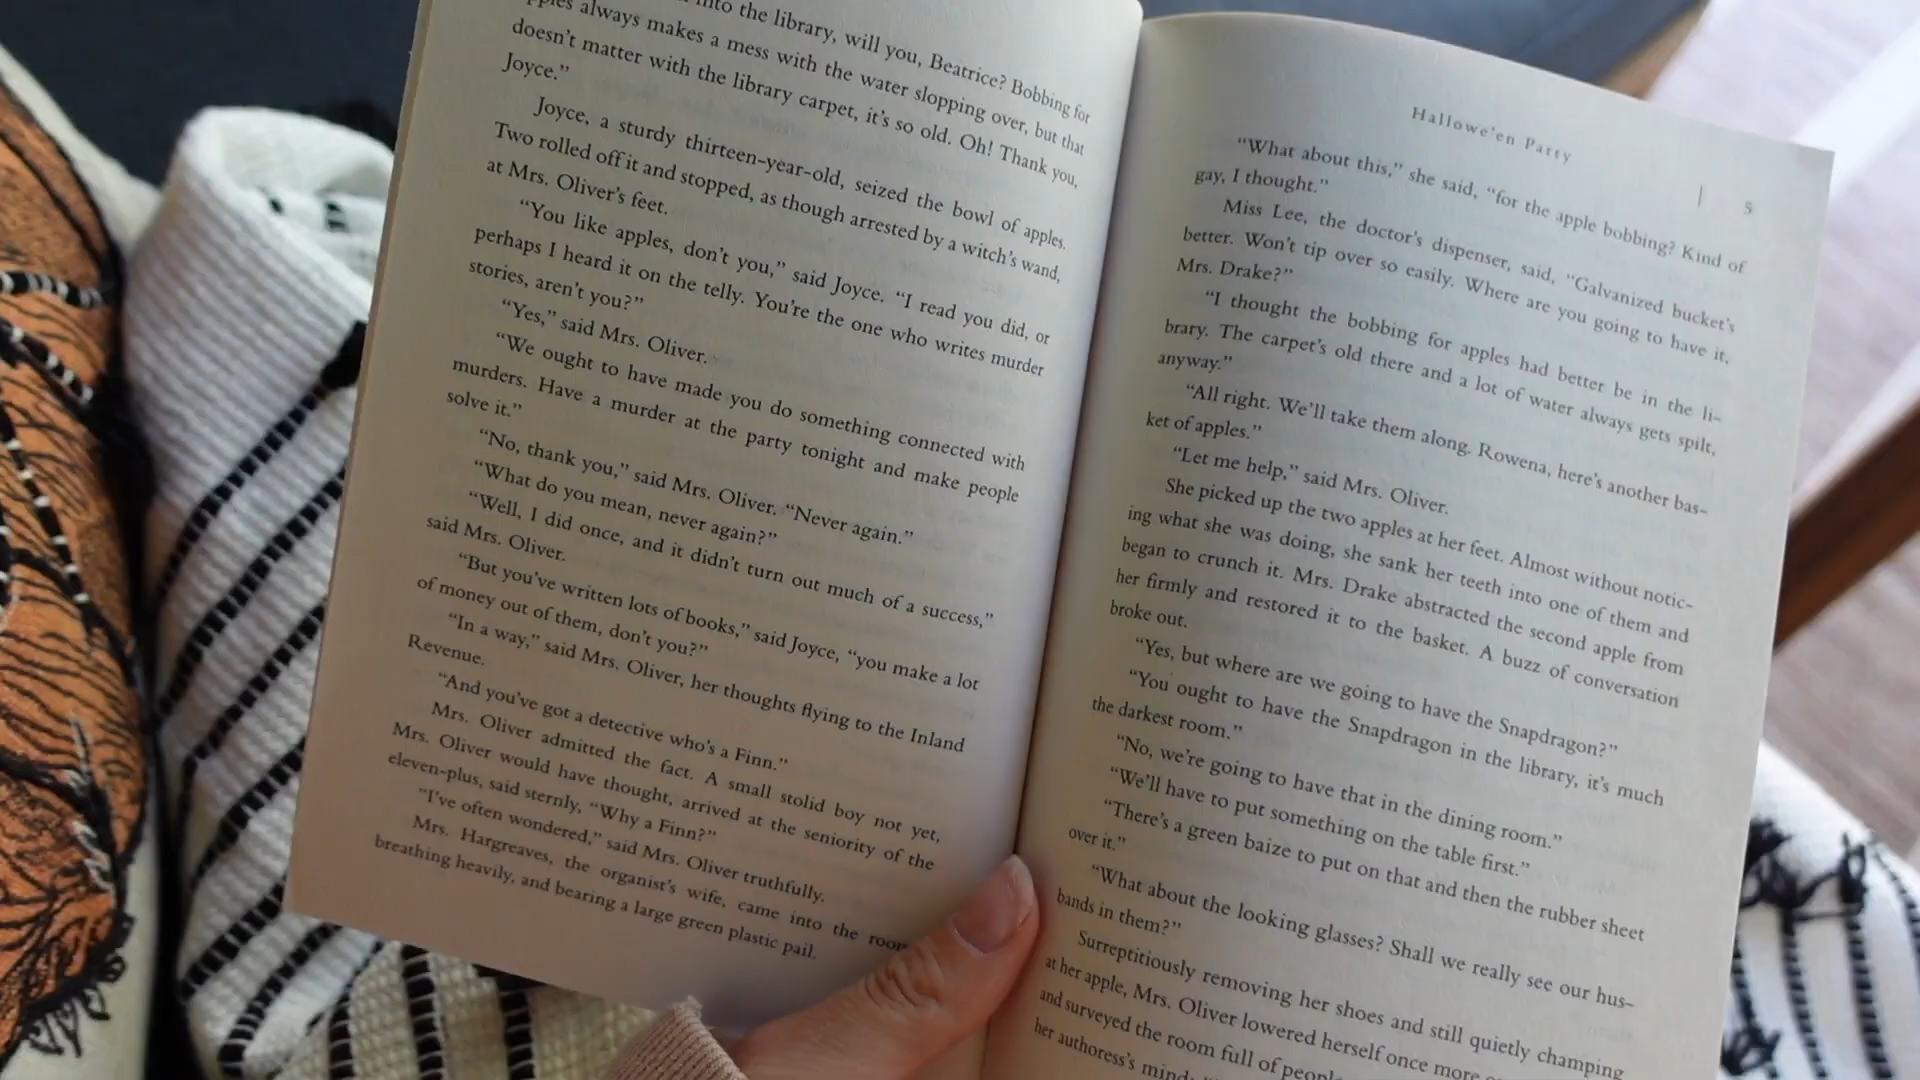 into the library, will you, Beatrice? Bobbing for
apples always makes a mess with the water slopping over, but that
doesn't matter with the library carpet, it's so old. Oh! Thank you,
Joyce."
Joyce, a sturdy thirteen-year-old, seized the bowl of apples.
Two rolled off it and stopped, as though arrested by a witch's wand,
at Mrs. Oliver's feet.
"You like apples, don't you," said Joyce. "I read you did, or
perhaps I heard it on the telly. You're the one who writes murder
stories, aren't you?"
"Yes," said Mrs. Oliver.
"We ought to have made you do something connected with
murders. Have a murder at the party tonight and make people
solve it."
"No, thank you," said Mrs. Oliver. "Never again."
"What do you mean, never again?"
"Well, I did once, and it didn't turn out much of a success,"
said Mrs. Oliver.
"But you've written lots of books," said Joyce, "you make a lot
of money out of them, don't you?"
"In a way," said Mrs. Oliver, her thoughts flying to the Inland
Revenue.
"And you've got a detective who's a Finn."
Mrs. Oliver admitted the fact. A small stolid boy not yet,
Mrs. Oliver would have thought, arrived at the seniority of the
eleven-plus, said sternly, "Why a Finn?"
"I've often wondered," said Mrs. Oliver truthfully.
Mrs. Hargreaves, the organist's wife, came into the room
breathing heavily, and bearing a large green plastic pail.
Hallowe'en Party | 5
"What about this," she said, "for the apple bobbing? Kind of
gay, I thought."
Miss Lee, the doctor's dispenser, said, "Galvanized bucket's
better. Won't tip over so easily. Where are you going to have it,
Mrs. Drake?"
"I thought the bobbing for apples had better be in the li-
brary. The carpet's old there and a lot of water always gets spilt,
anyway."
"All right. We'll take them along. Rowena, here's another bas-
ket of apples."
"Let me help," said Mrs. Oliver.
She picked up the two apples at her feet. Almost without notic-
ing what she was doing, she sank her teeth into one of them and
began to crunch it. Mrs. Drake abstracted the second apple from
her firmly and restored it to the basket. A buzz of conversation
broke out.
"Yes, but where are we going to have the Snapdragon?"
"You ought to have the Snapdragon in the library, it's much
the darkest room."
"No, we're going to have that in the dining room."
"We'll have to put something on the table first."
"There's a green baize to put on that and then the rubber sheet
over it."
"What about the looking glasses? Shall we really see our hus-
bands in them?"
Surreptitiously removing her shoes and still quietly champing
at her apple, Mrs. Oliver lowered herself once more
and surveyed the room full of people
her authoress's mind: